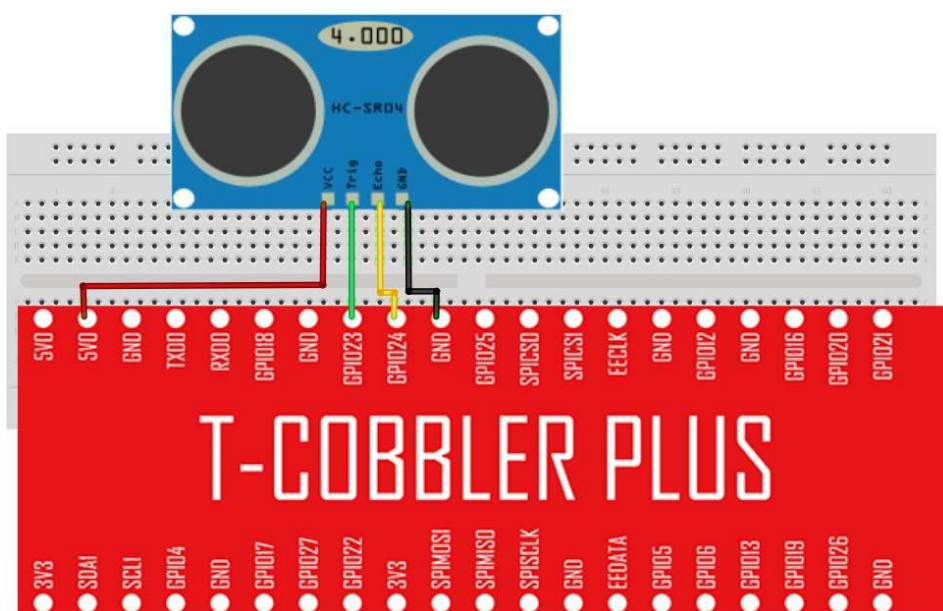 4.000
HC-SR04
VCC Trig Echo GND
5V0 5V0 GND TXD0 RXD0 GPIO18 GND GPIO23 GPIO24 GND GPIO25 SPICS0 SPICS1 EECLK GND GPIO12 GND GPIO16 GPIO20 GPIO21
T-COBBLER PLUS
3V3 SDA1 SCL1 GPIO4 GND GPIO17 GPIO27 GPIO22 3V3 SPIMOSI SPIMISO SPISCLK GND EEDATA GPIO5 GPIO6 GPIO13 GPIO19 GPIO26 GND